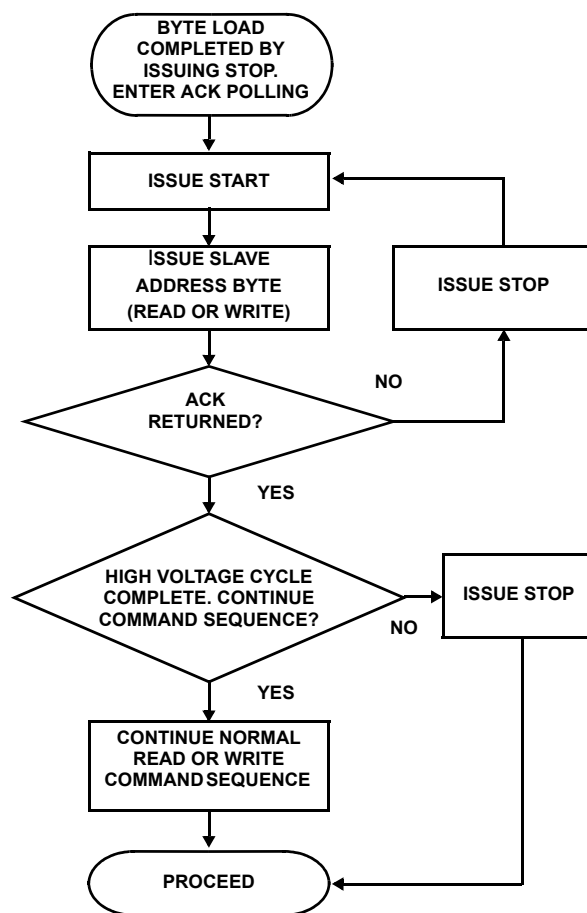 BYTE LOAD
COMPLETED BY
ISSUING STOP.
ENTER ACK POLLING
ISSUE START
ISSUE SLAVE
ADDRESS BYTE
(READ OR WRITE)
ISSUE STOP
NO
ACK
RETURNED?
YES
HIGH VOLTAGE CYCLE
COMPLETE. CONTINUE
COMMAND SEQUENCE?
ISSUE STOP
NO
YES
CONTINUE NORMAL
READ OR WRITE
COMMAND SEQUENCE
PROCEED